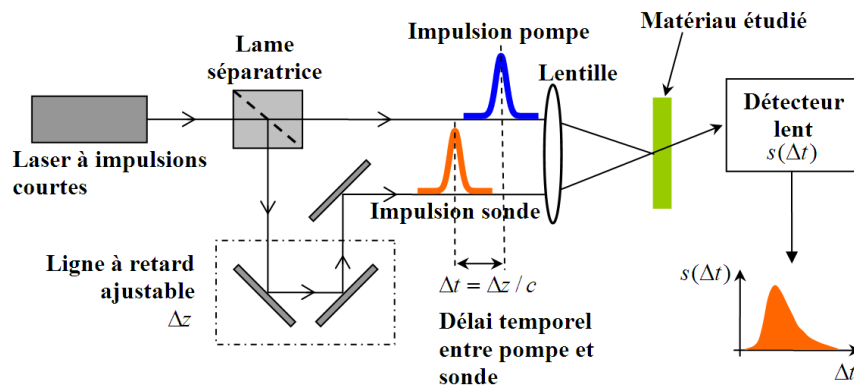 Matériau étudié
Impulsion pompe
Lame
séparatrice
Lentille
Détecteur
lent
s(Δt)
Laser à impulsions
courtes
Impulsion sonde
Ligne à retard
ajustable
Δz
Δt = Δz / c
Délai temporel
entre pompe et
sonde
s(Δt)
Δt